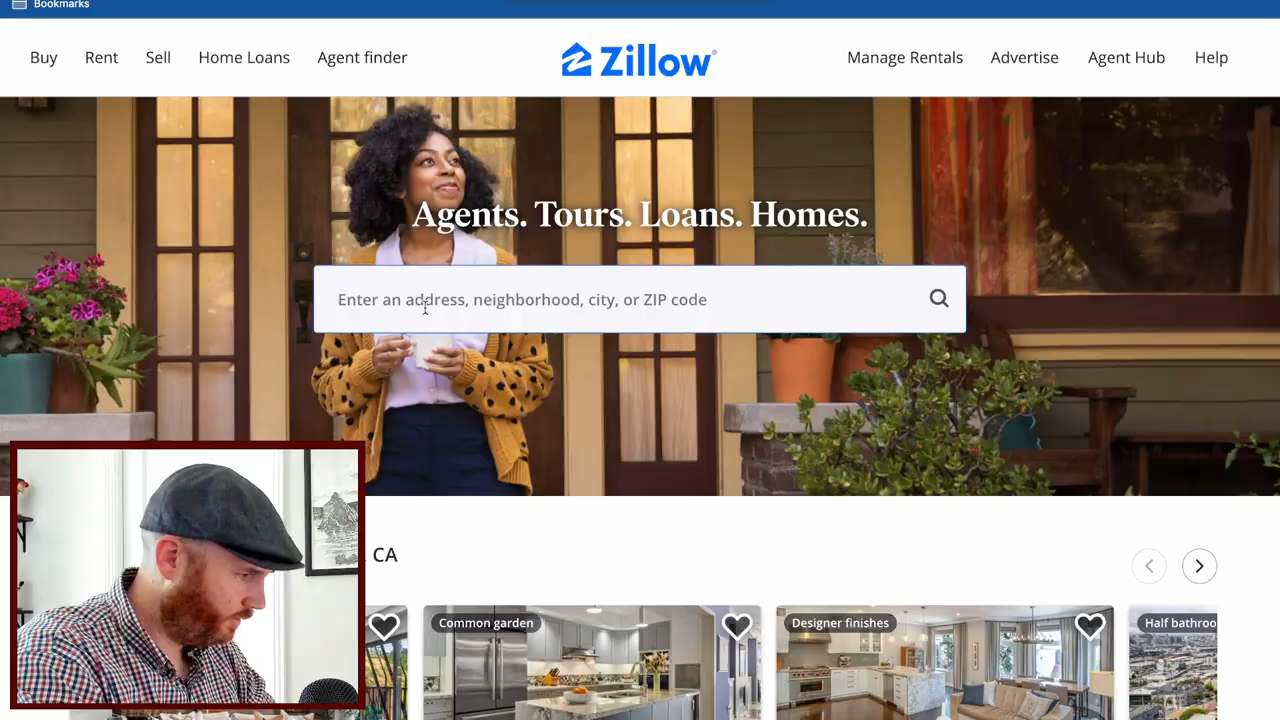 Bookmarks
Buy Rent Sell Home Loans Agent finder Zillow Manage Rentals Advertise Agent Hub Help
Agents. Tours. Loans. Homes.
Enter an address, neighborhood, city, or ZIP code
CA
Common garden Designer finishes Half bathroo